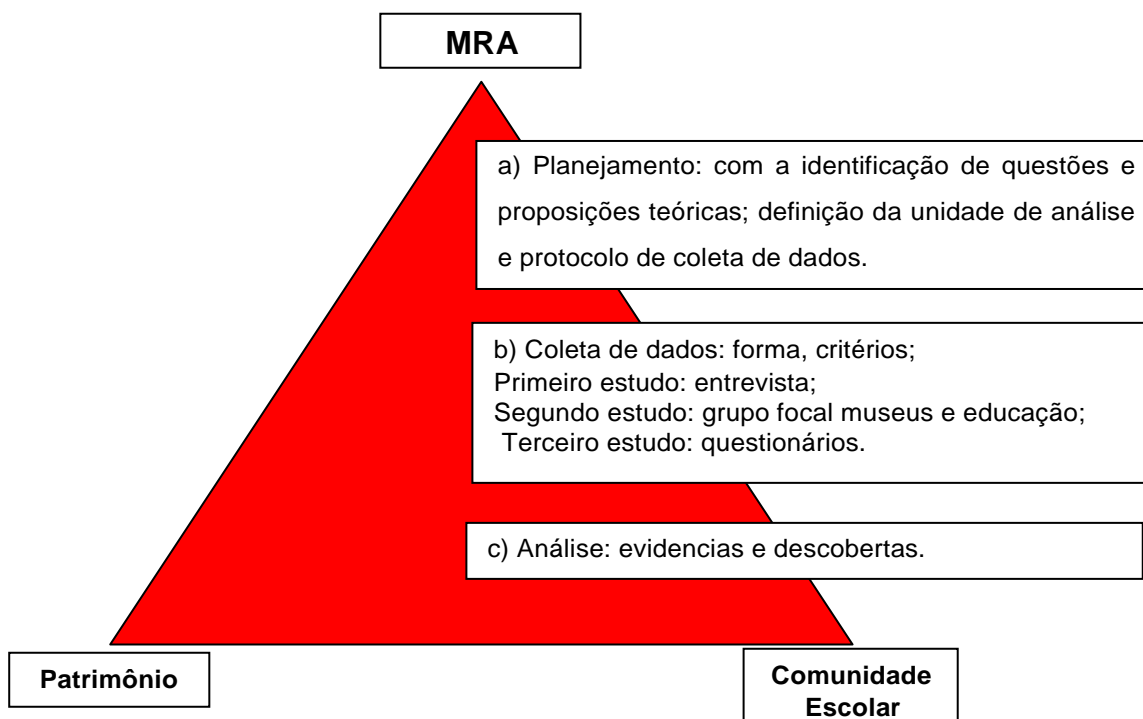 MRA
a) Planejamento: com a identificação de questões e
proposições teóricas; definição da unidade de análise
e protocolo de coleta de dados.
b) Coleta de dados: forma, critérios;
Primeiro estudo: entrevista;
Segundo estudo: grupo focal museus e educação;
Terceiro estudo: questionários.
c) Análise: evidencias e descobertas.
Patrimônio
Comunidade
Escolar